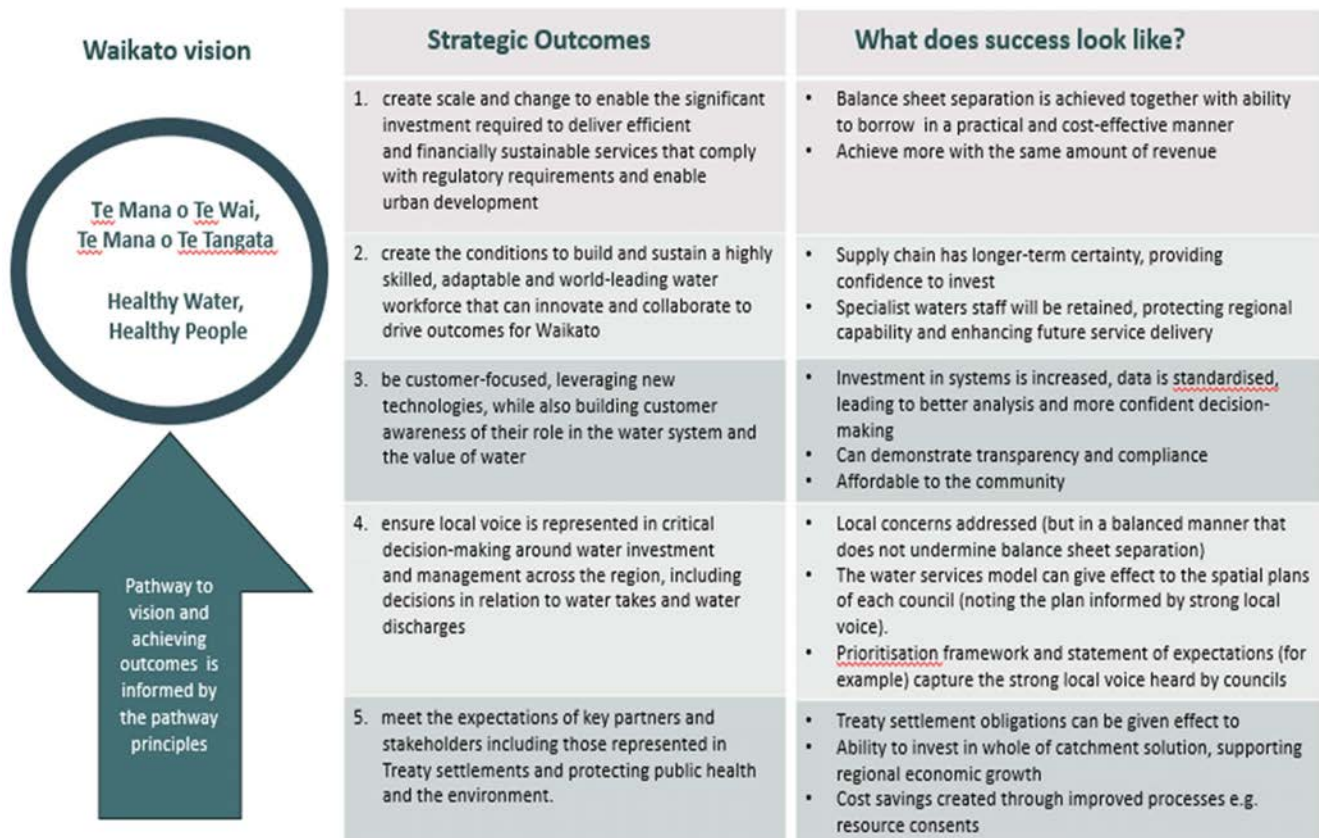 Waikato vision
Te Mana o Te Wai,
Te Mana o Te Tangata
Healthy Water,
Healthy People
Pathway to
vision and
achieving
outcomes is
informed by
the pathway
principles
Strategic Outcomes
What does success look like?
1. create scale and change to enable the significant
investment required to deliver efficient
and financially sustainable services that comply
with regulatory requirements and enable
urban development
• Balance sheet separation is achieved together with ability
to borrow in a practical and cost-effective manner
• Achieve more with the same amount of revenue
2. create the conditions to build and sustain a highly
skilled, adaptable and world-leading water
workforce that can innovate and collaborate to
drive outcomes for Waikato
• Supply chain has longer-term certainty, providing
confidence to invest
• Specialist waters staff will be retained, protecting regional
capability and enhancing future service delivery
3. be customer-focused, leveraging new
technologies, while also building customer
awareness of their role in the water system and
the value of water
• Investment in systems is increased, data is standardised,
leading to better analysis and more confident decision-
making
• Can demonstrate transparency and compliance
• Affordable to the community
4. ensure local voice is represented in critical
decision-making around water investment
and management across the region, including
decisions in relation to water takes and water
discharges
• Local concerns addressed (but in a balanced manner that
does not undermine balance sheet separation)
• The water services model can give effect to the spatial plans
of each council (noting the plan informed by strong local
voice).
• Prioritisation framework and statement of expectations (for
example) capture the strong local voice heard by councils
5. meet the expectations of key partners and
stakeholders including those represented in
Treaty settlements and protecting public health
and the environment.
• Treaty settlement obligations can be given effect to
• Ability to invest in whole of catchment solution, supporting
regional economic growth
• Cost savings created through improved processes e.g.
resource consents